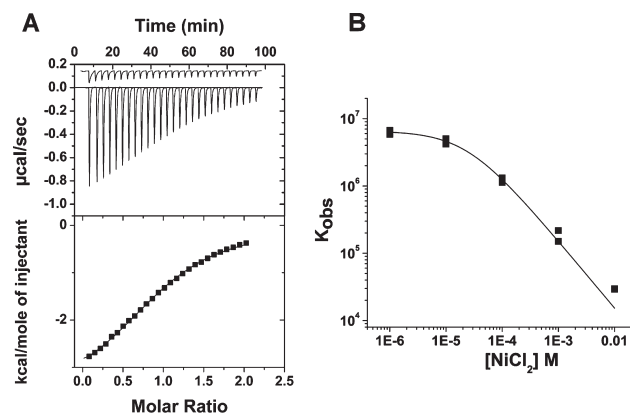 A
Time (min)
0 20 40 60 80 100
0.2
0.0
-0.2
-0.4
-0.6
-0.8
-1.0
µcal/sec
0
-2
kcal/mole of injectant
0.0 0.5 1.0 1.5 2.0 2.5
Molar Ratio
B
10^7
10^6
10^5
10^4
Kobs
1E-6 1E-5 1E-4 1E-3 0.01
[NiCl2] M